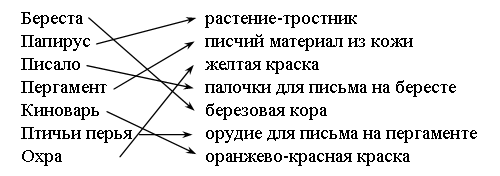 Береста растение-тростник
Папирус писчий материал из кожи
Писало желтая краска
Пергамент палочки для письма на бересте
Киноварь березовая кора
Птичьи перья орудие для письма на пергаменте
Охра оранжево-красная краска